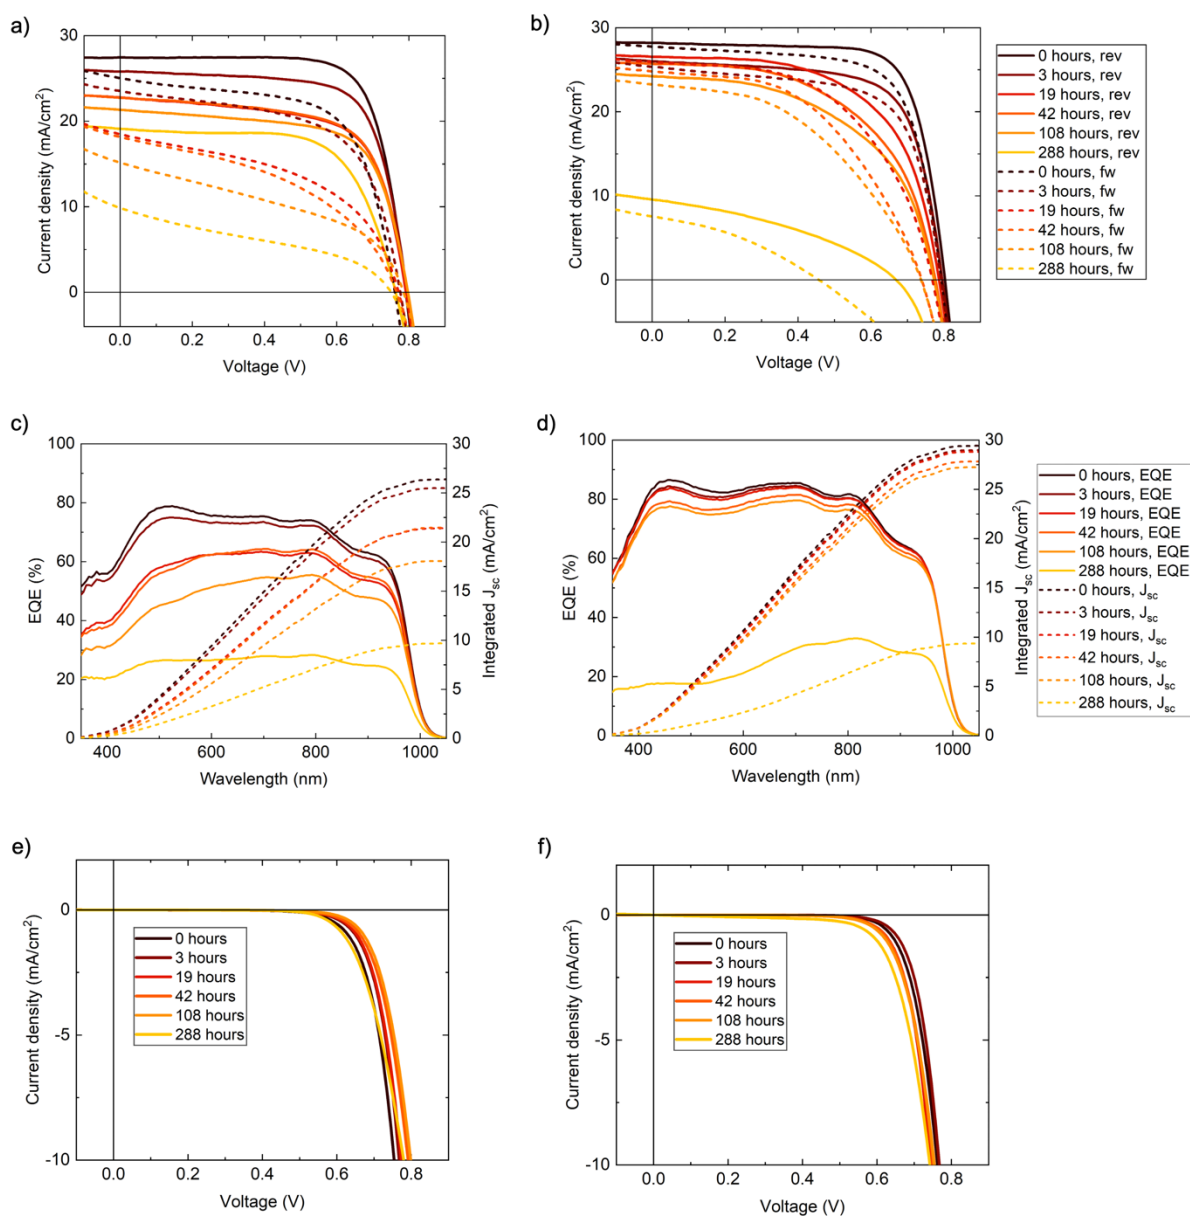 a)
30
25
20
15
10
5
0
Current density (mA/cm²)
0.0
0.2
0.4
0.6
0.8
Voltage (V)
b)
30
20
10
0
Current density (mA/cm²)
0.0
0.2
0.4
0.6
0.8
Voltage (V)
0 hours, rev
3 hours, rev
19 hours, rev
42 hours, rev
108 hours, rev
288 hours, rev
0 hours, fw
3 hours, fw
19 hours, fw
42 hours, fw
108 hours, fw
288 hours, fw
c)
100
80
60
40
20
0
EQE (%)
400
600
800
1000
Wavelength (nm)
30
25
20
15
10
5
0
Integrated Jsc (mA/cm²)
d)
100
80
60
40
20
0
EQE (%)
400
600
800
1000
Wavelength (nm)
30
25
20
15
10
5
0
Integrated Jsc (mA/cm²)
0 hours, EQE
3 hours, EQE
19 hours, EQE
42 hours, EQE
108 hours, EQE
288 hours, EQE
0 hours, Jsc
3 hours, Jsc
19 hours, Jsc
42 hours, Jsc
108 hours, Jsc
288 hours, Jsc
e)
0
-5
-10
Current density (mA/cm²)
0 hours
3 hours
19 hours
42 hours
108 hours
288 hours
0.0
0.2
0.4
0.6
0.8
Voltage (V)
f)
0
-5
-10
Current density (mA/cm²)
0 hours
3 hours
19 hours
42 hours
108 hours
288 hours
0.0
0.2
0.4
0.6
0.8
Voltage (V)